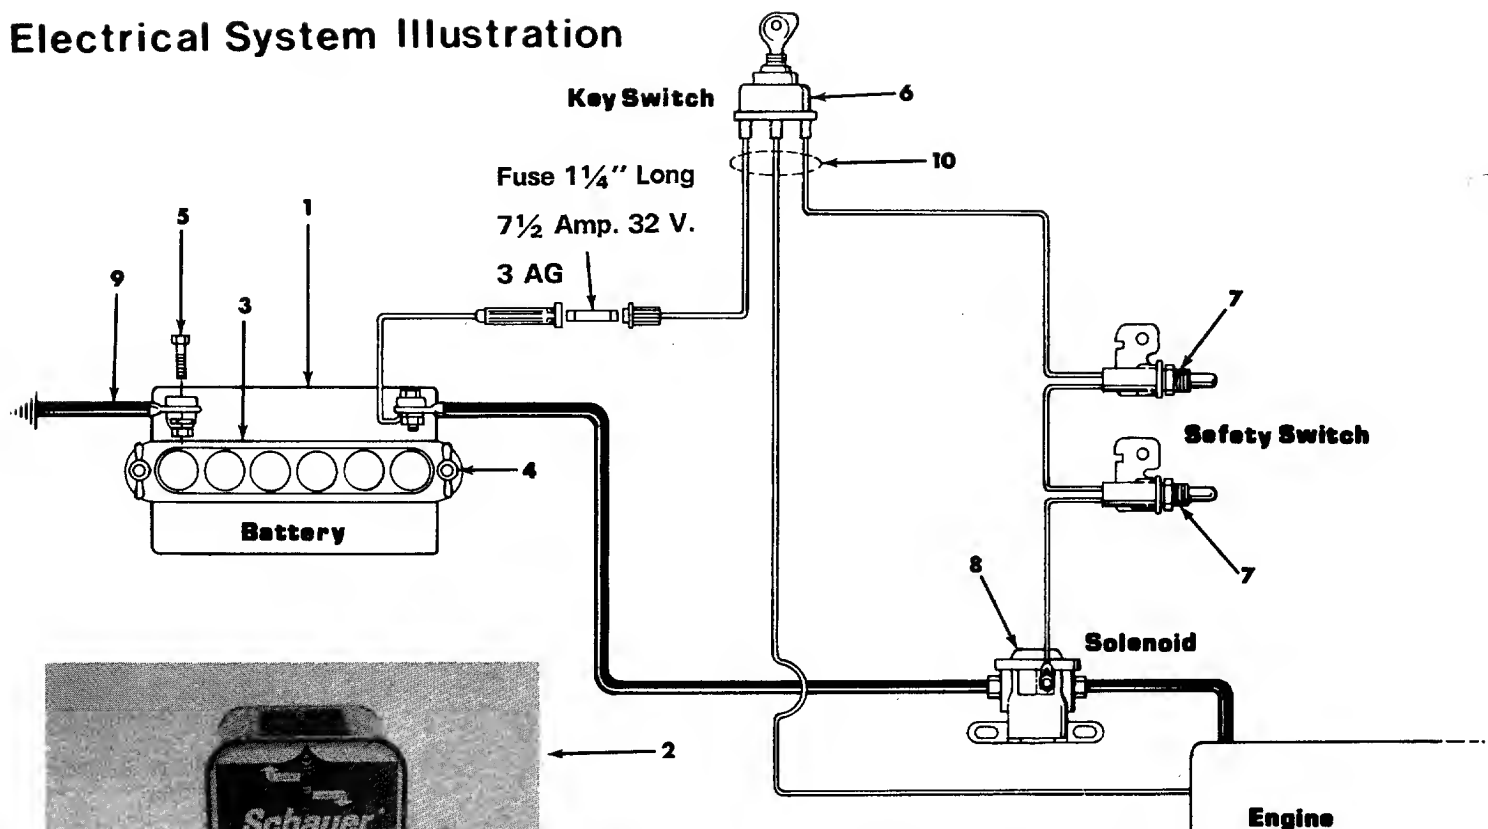 Electrical System Illustration
Key Switch
6
10
Fuse 1¼" Long
7½ Amp. 32 V.
3 AG
5
1
9
3
7
Safety Switch
4
Battery
7
8
Solenoid
2
Schauer
Engine